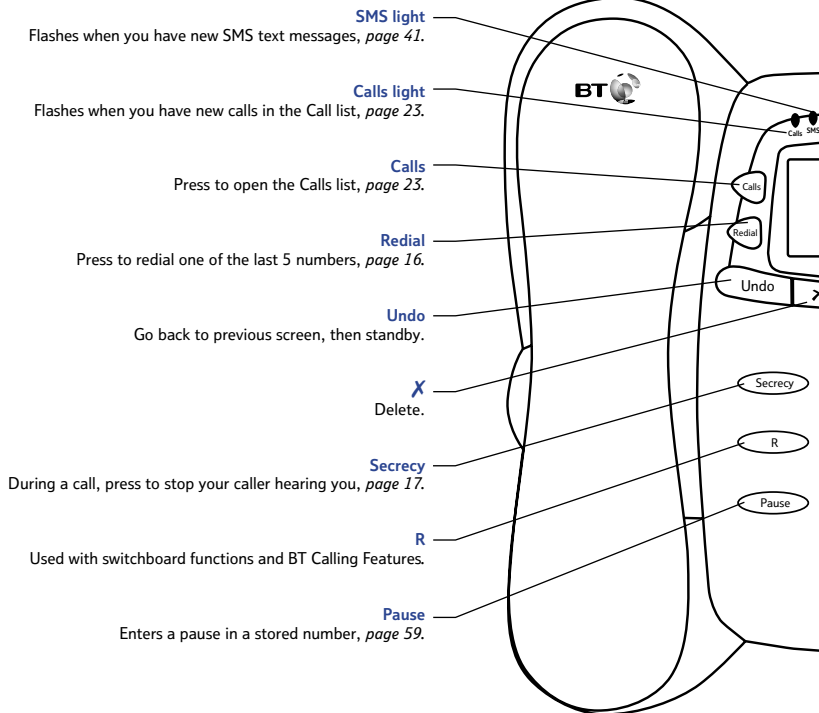 SMS light
Flashes when you have new SMS text messages, page 41.
Calls light
Flashes when you have new calls in the Call list, page 23.
Calls
Press to open the Calls list, page 23.
Redial
Press to redial one of the last 5 numbers, page 16.
Undo
Go back to previous screen, then standby.
✗
Delete.
Secrecy
During a call, press to stop your caller hearing you, page 17.
R
Used with switchboard functions and BT Calling Features.
Pause
Enters a pause in a stored number, page 59.
BT
Calls SMS
Calls
Redial
Undo
Secrecy
R
Pause